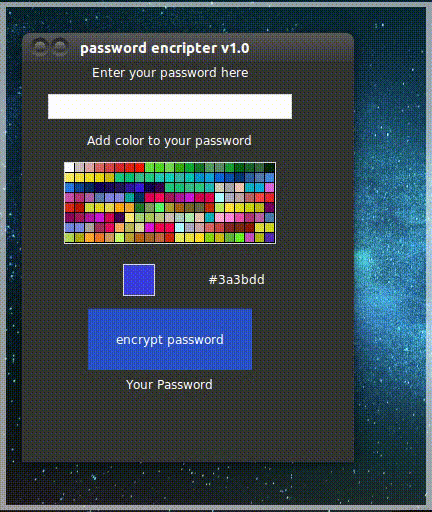 password encripter v1.0
Enter your password here
Add color to your password
#3a3bdd
encrypt password
Your Password